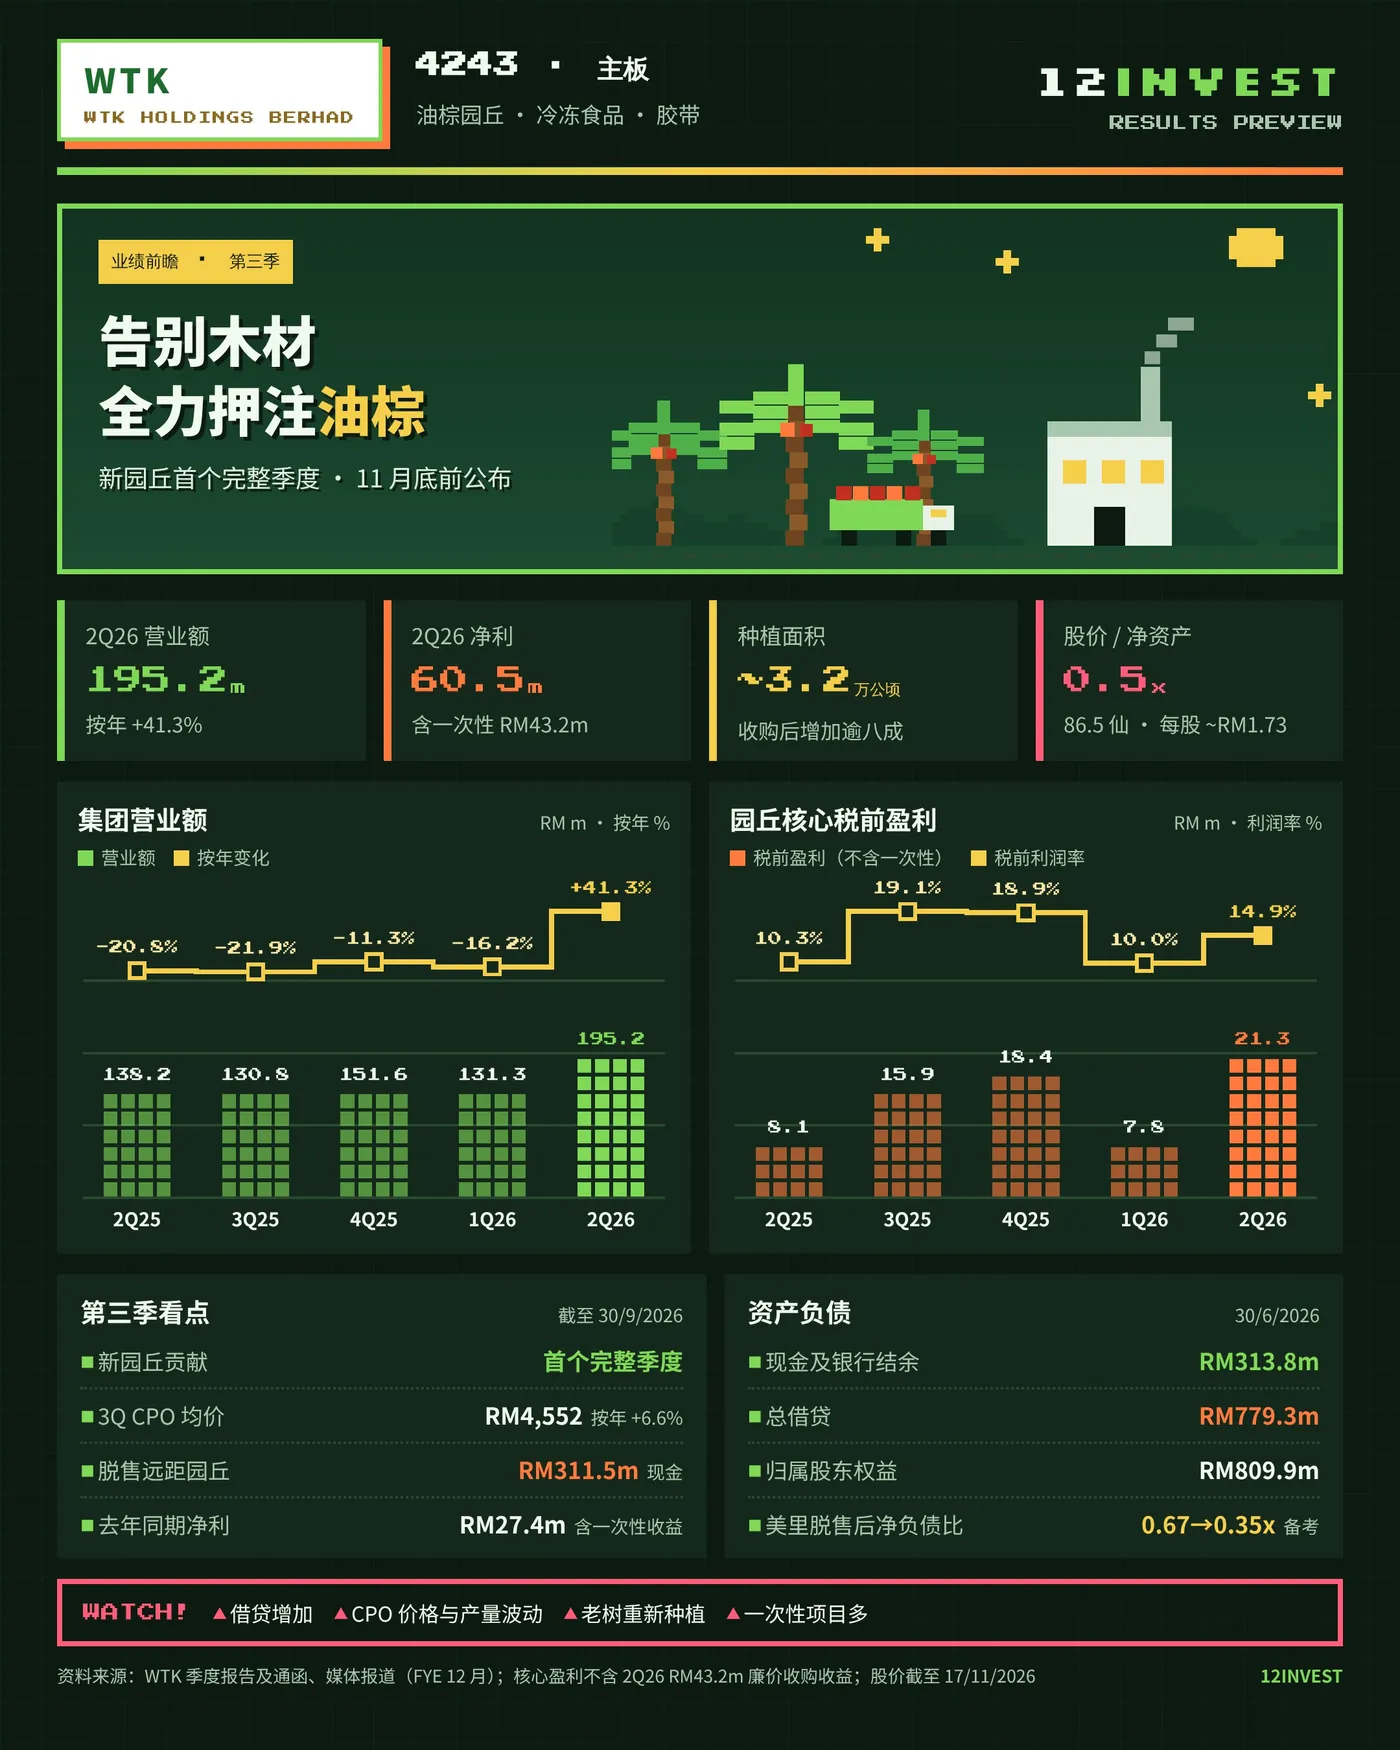 WTK
WTK HOLDINGS BERHAD
4243 · 主板
油棕园丘 · 冷冻食品 · 胶带
12INVEST
RESULTS PREVIEW
业绩前瞻 · 第三季
告别木材
全力押注油棕
新园丘首个完整季度 · 11 月底前公布
2Q26 营业额
195.2m
按年 +41.3%
2Q26 净利
60.5m
含一次性 RM43.2m
种植面积
~3.2万公顷
收购后增加逾八成
股价 / 净资产
0.5x
86.5 仙 · 每股 ~RM1.73
集团营业额
RM m · 按年 %
营业额 按年变化
-20.8% -21.9% -11.3% -16.2% +41.3%
138.2 130.8 151.6 131.3 195.2
2Q25 3Q25 4Q25 1Q26 2Q26
园丘核心税前盈利
RM m · 利润率 %
税前盈利（不含一次性） 税前利润率
10.3% 19.1% 18.9% 10.0% 14.9%
8.1 15.9 18.4 7.8 21.3
2Q25 3Q25 4Q25 1Q26 2Q26
第三季看点 截至 30/9/2026
新园丘贡献 首个完整季度
3Q CPO 均价 RM4,552 按年 +6.6%
脱售远距园丘 RM311.5m 现金
去年同期净利 RM27.4m 含一次性收益
资产负债 30/6/2026
现金及银行结余 RM313.8m
总借贷 RM779.3m
归属股东权益 RM809.9m
美里脱售后净负债比 0.67→0.35x 备考
WATCH! ▲借贷增加 ▲CPO 价格与产量波动 ▲老树重新种植 ▲一次性项目多
资料来源：WTK 季度报告及通函、媒体报道（FYE 12 月）；核心盈利不含 2Q26 RM43.2m 廉价收购收益；股价截至 17/11/2026
12INVEST